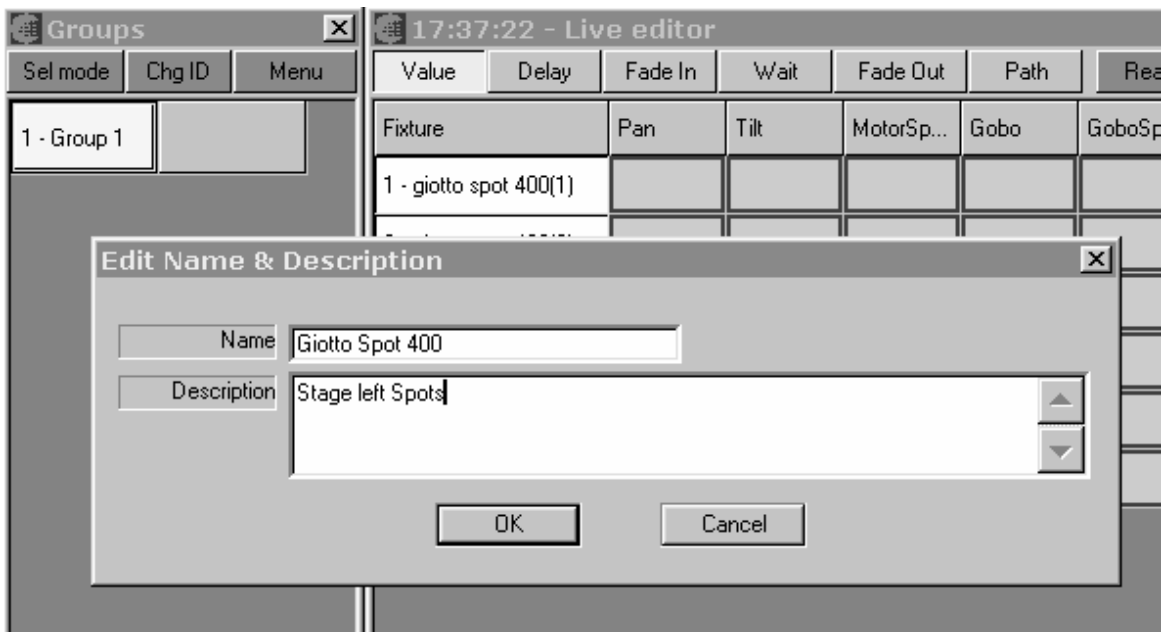 Groups
17:37:22 - Live editor
Sel mode Chg ID Menu
Value Delay Fade In Wait Fade Out Path Rea
1 - Group 1
Fixture Pan Tilt MotorSp... Gobo GoboSp
1 - giotto spot 400(1)
Edit Name & Description
Name Giotto Spot 400
Description Stage left Spots
OK Cancel